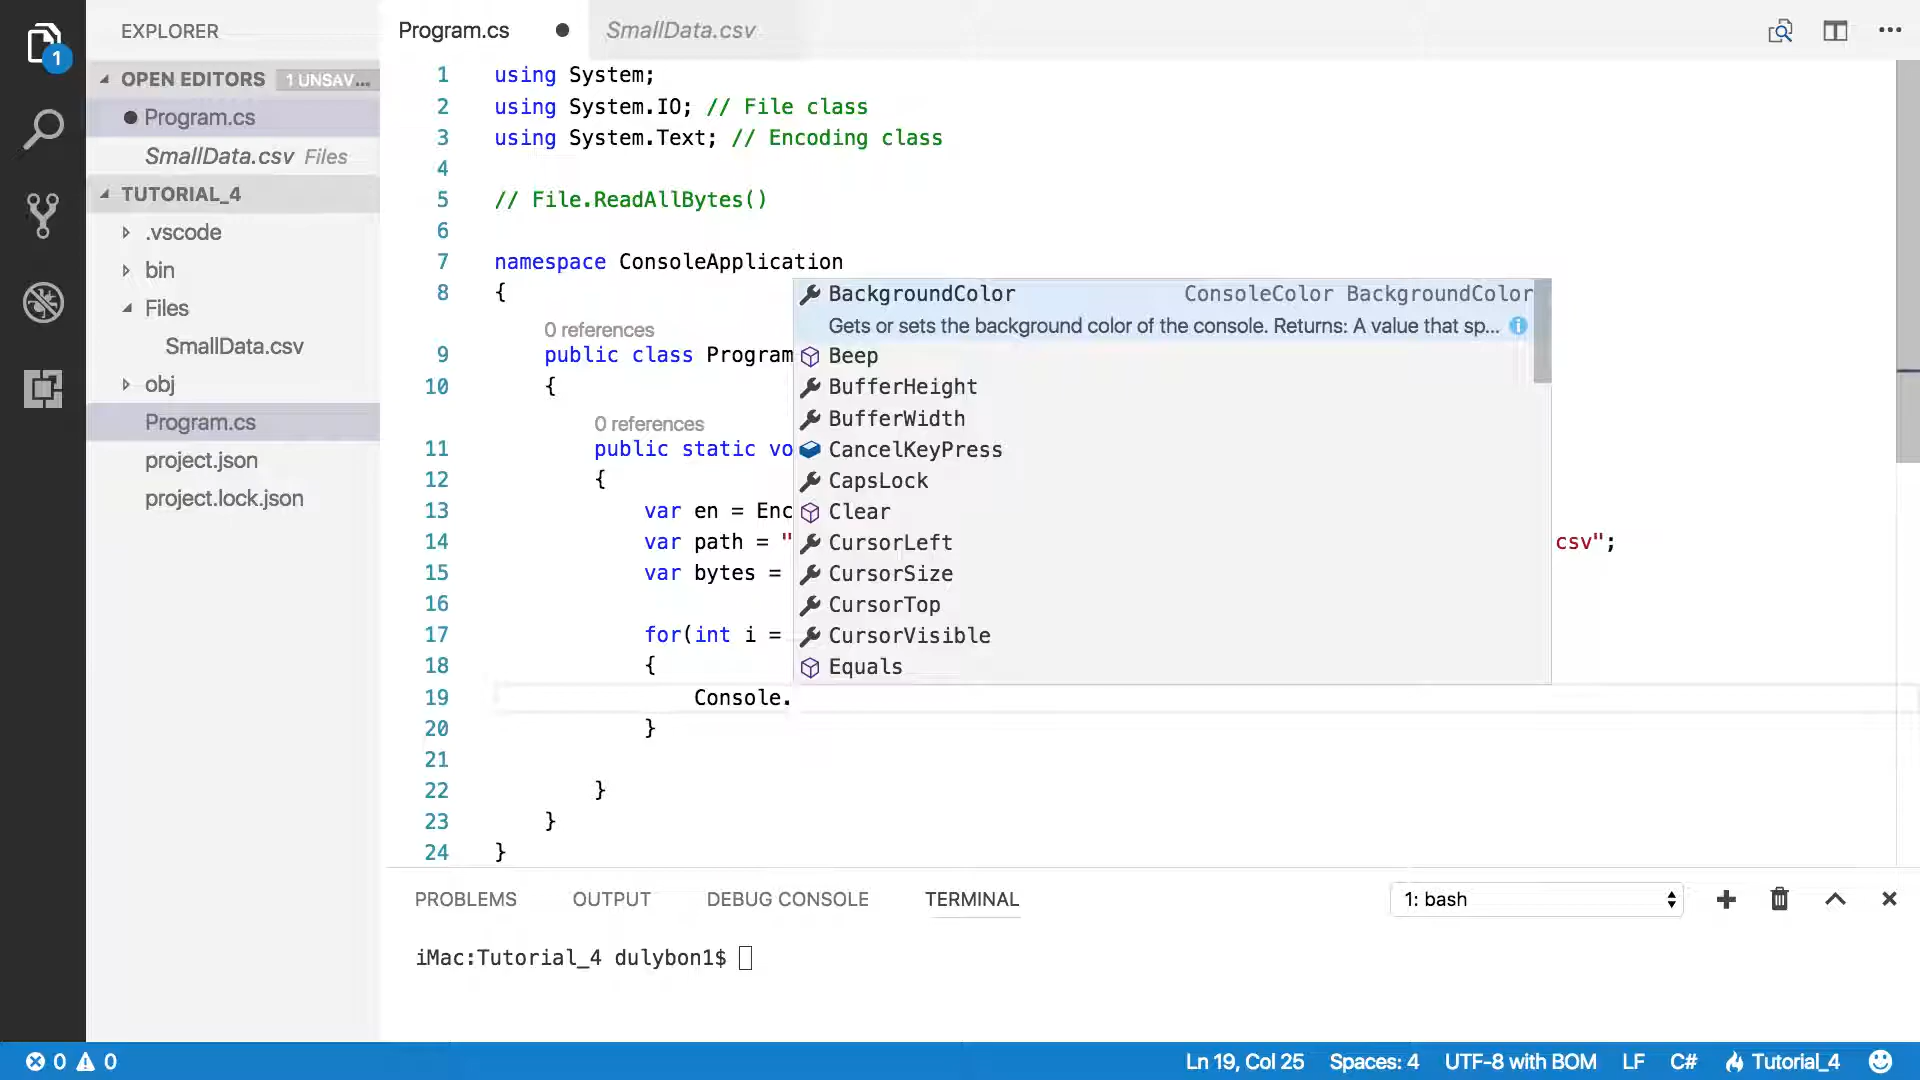 EXPLORER
OPEN EDITORS 1 UNSAV...
Program.cs
SmallData.csv Files
TUTORIAL_4
.vscode
bin
Files
SmallData.csv
obj
Program.cs
project.json
project.lock.json
1
Program.cs SmallData.csv
1 using System;
2 using System.IO; // File class
3 using System.Text; // Encoding class
4
5 // File.ReadAllBytes()
6
7 namespace ConsoleApplication
8 {
0 references
9 public class Program
10 {
0 references
11 public static vo
12 {
13 var en = Enc
14 var path = " csv";
15 var bytes =
16
17 for(int i =
18 {
19 Console.
20 }
21
22 }
23 }
24 }
BackgroundColor ConsoleColor BackgroundColor
Gets or sets the background color of the console. Returns: A value that sp...
Beep
BufferHeight
BufferWidth
CancelKeyPress
CapsLock
Clear
CursorLeft
CursorSize
CursorTop
CursorVisible
Equals
PROBLEMS OUTPUT DEBUG CONSOLE TERMINAL 1: bash
iMac:Tutorial_4 dulybon1$
0 0 Ln 19, Col 25 Spaces: 4 UTF-8 with BOM LF C# Tutorial_4